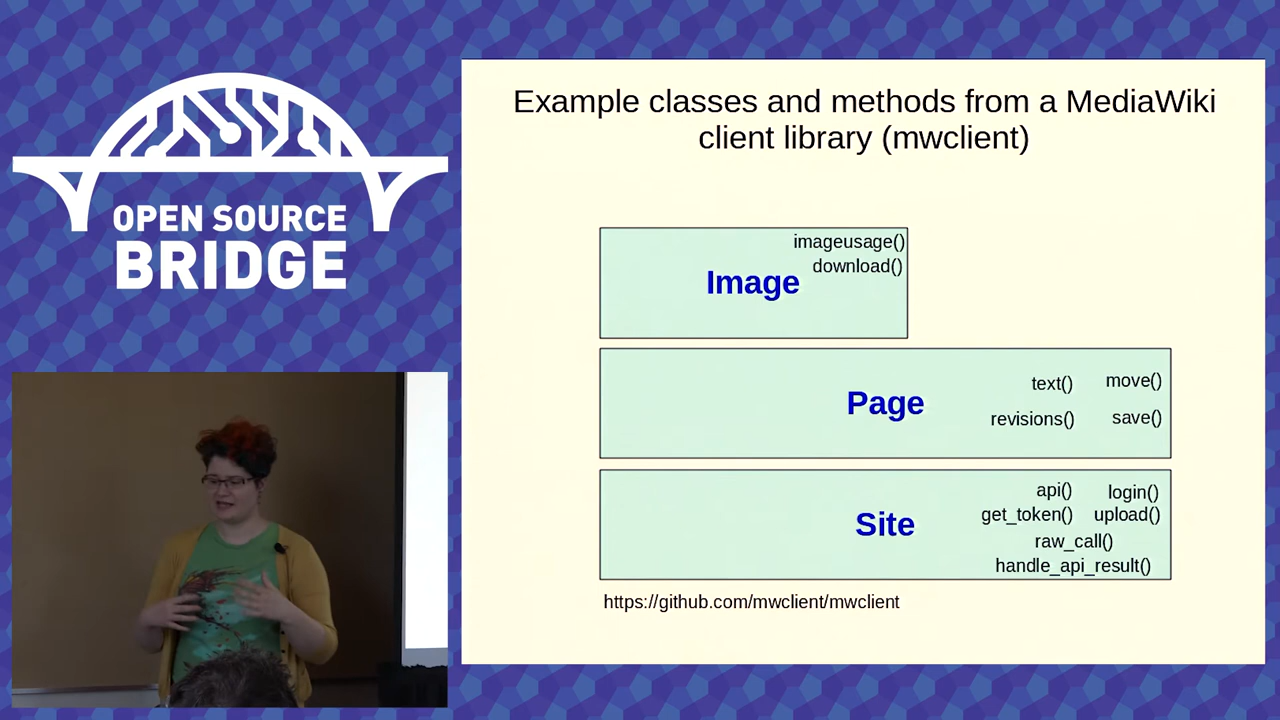 OPEN SOURCE
BRIDGE
Example classes and methods from a MediaWiki
client library (mwclient)
imageusage()
download()
Image
text() move()
Page
revisions() save()
api() login()
get_token() upload()
Site
raw_call()
handle_api_result()
https://github.com/mwclient/mwclient